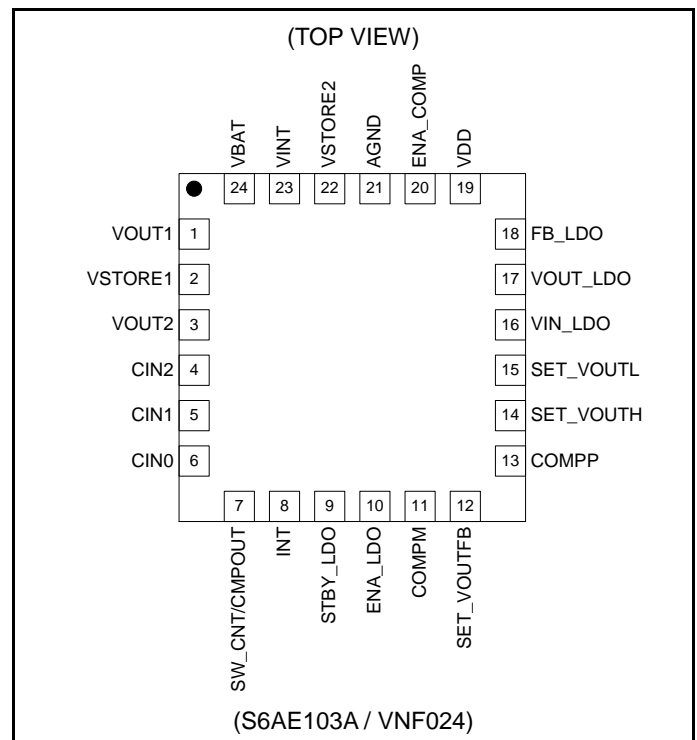 (TOP VIEW)
VBAT
VINT
VSTORE2
AGND
ENA_COMP
VDD
24
23
22
21
20
19
VOUT1 1
VSTORE1 2
VOUT2 3
CIN2 4
CIN1 5
CIN0 6
18 FB_LDO
17 VOUT_LDO
16 VIN_LDO
15 SET_VOUTL
14 SET_VOUTH
13 COMPP
7
8
9
10
11
12
SW_CNT/CMPOUT
INT
STBY_LDO
ENA_LDO
COMPM
SET_VOUTFB
(S6AE103A / VNF024)